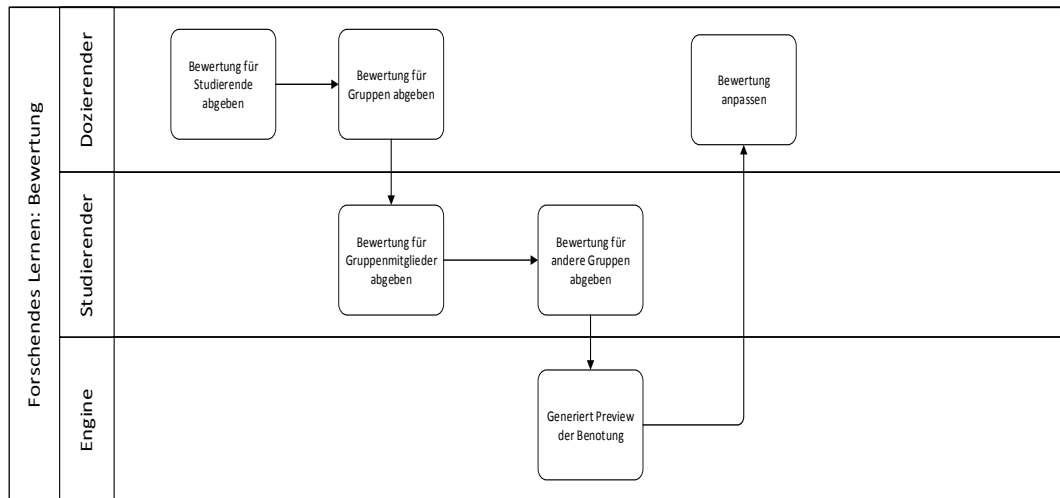 Forschendes Lernen: Bewertung
Dozierender
Bewertung für
Studierende
abgeben
Bewertung für
Gruppen abgeben
Bewertung
anpassen
Studierender
Bewertung für
Gruppenmitglieder
abgeben
Bewertung für
andere Gruppen
abgeben
Engine
Generiert Preview
der Benotung